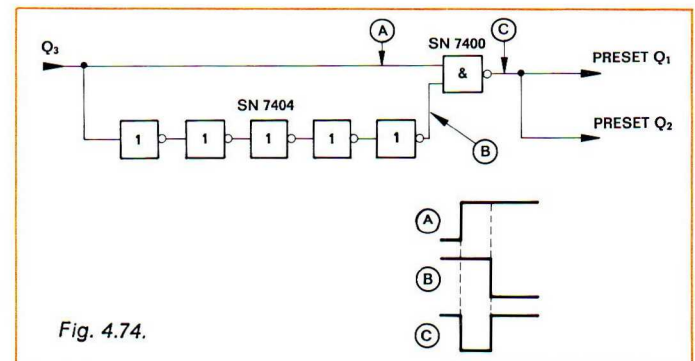 Q3
A
SN 7400
C
&
PRESET Q1
SN 7404
1 1 1 1 1
B
PRESET Q2
A
B
C
Fig. 4.74.